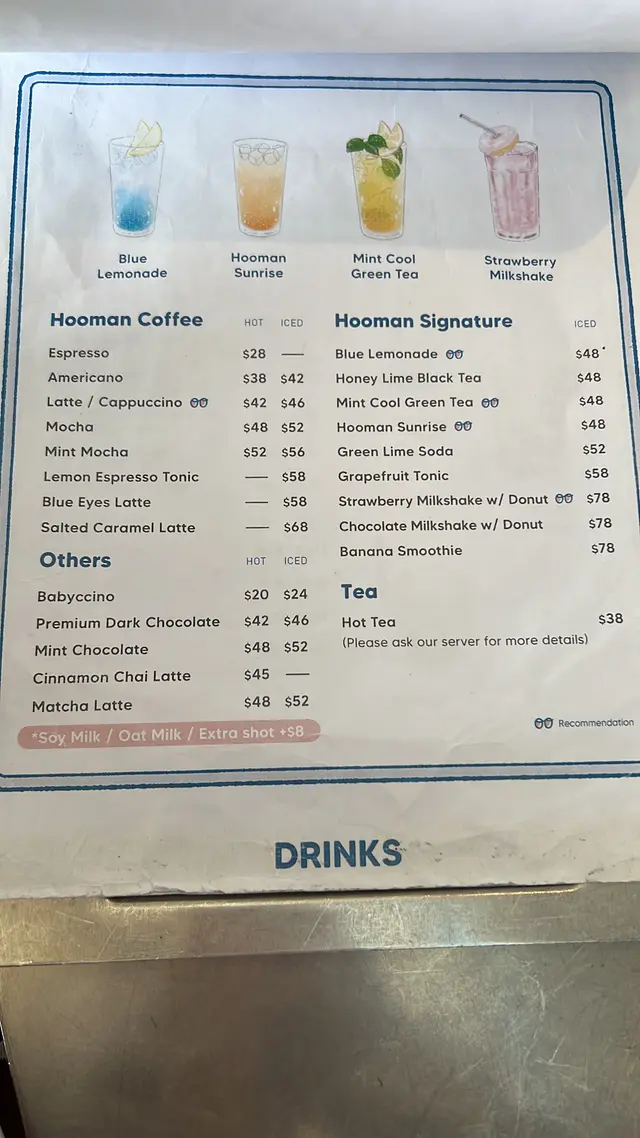 Blue
Lemonade
Hooman
Sunrise
Mint Cool
Green Tea
Strawberry
Milkshake
Hooman Coffee HOT ICED
Espresso $28 —
Americano $38 $42
Latte / Cappuccino $42 $46
Mocha $48 $52
Mint Mocha $52 $56
Lemon Espresso Tonic — $58
Blue Eyes Latte — $58
Salted Caramel Latte — $68
Others HOT ICED
Babyccino $20 $24
Premium Dark Chocolate $42 $46
Mint Chocolate $48 $52
Cinnamon Chai Latte $45 —
Matcha Latte $48 $52
*Soy Milk / Oat Milk / Extra shot +$8
Hooman Signature ICED
Blue Lemonade $48
Honey Lime Black Tea $48
Mint Cool Green Tea $48
Hooman Sunrise $48
Green Lime Soda $52
Grapefruit Tonic $58
Strawberry Milkshake w/ Donut $78
Chocolate Milkshake w/ Donut $78
Banana Smoothie $78
Tea
Hot Tea $38
(Please ask our server for more details)
Recommendation
DRINKS